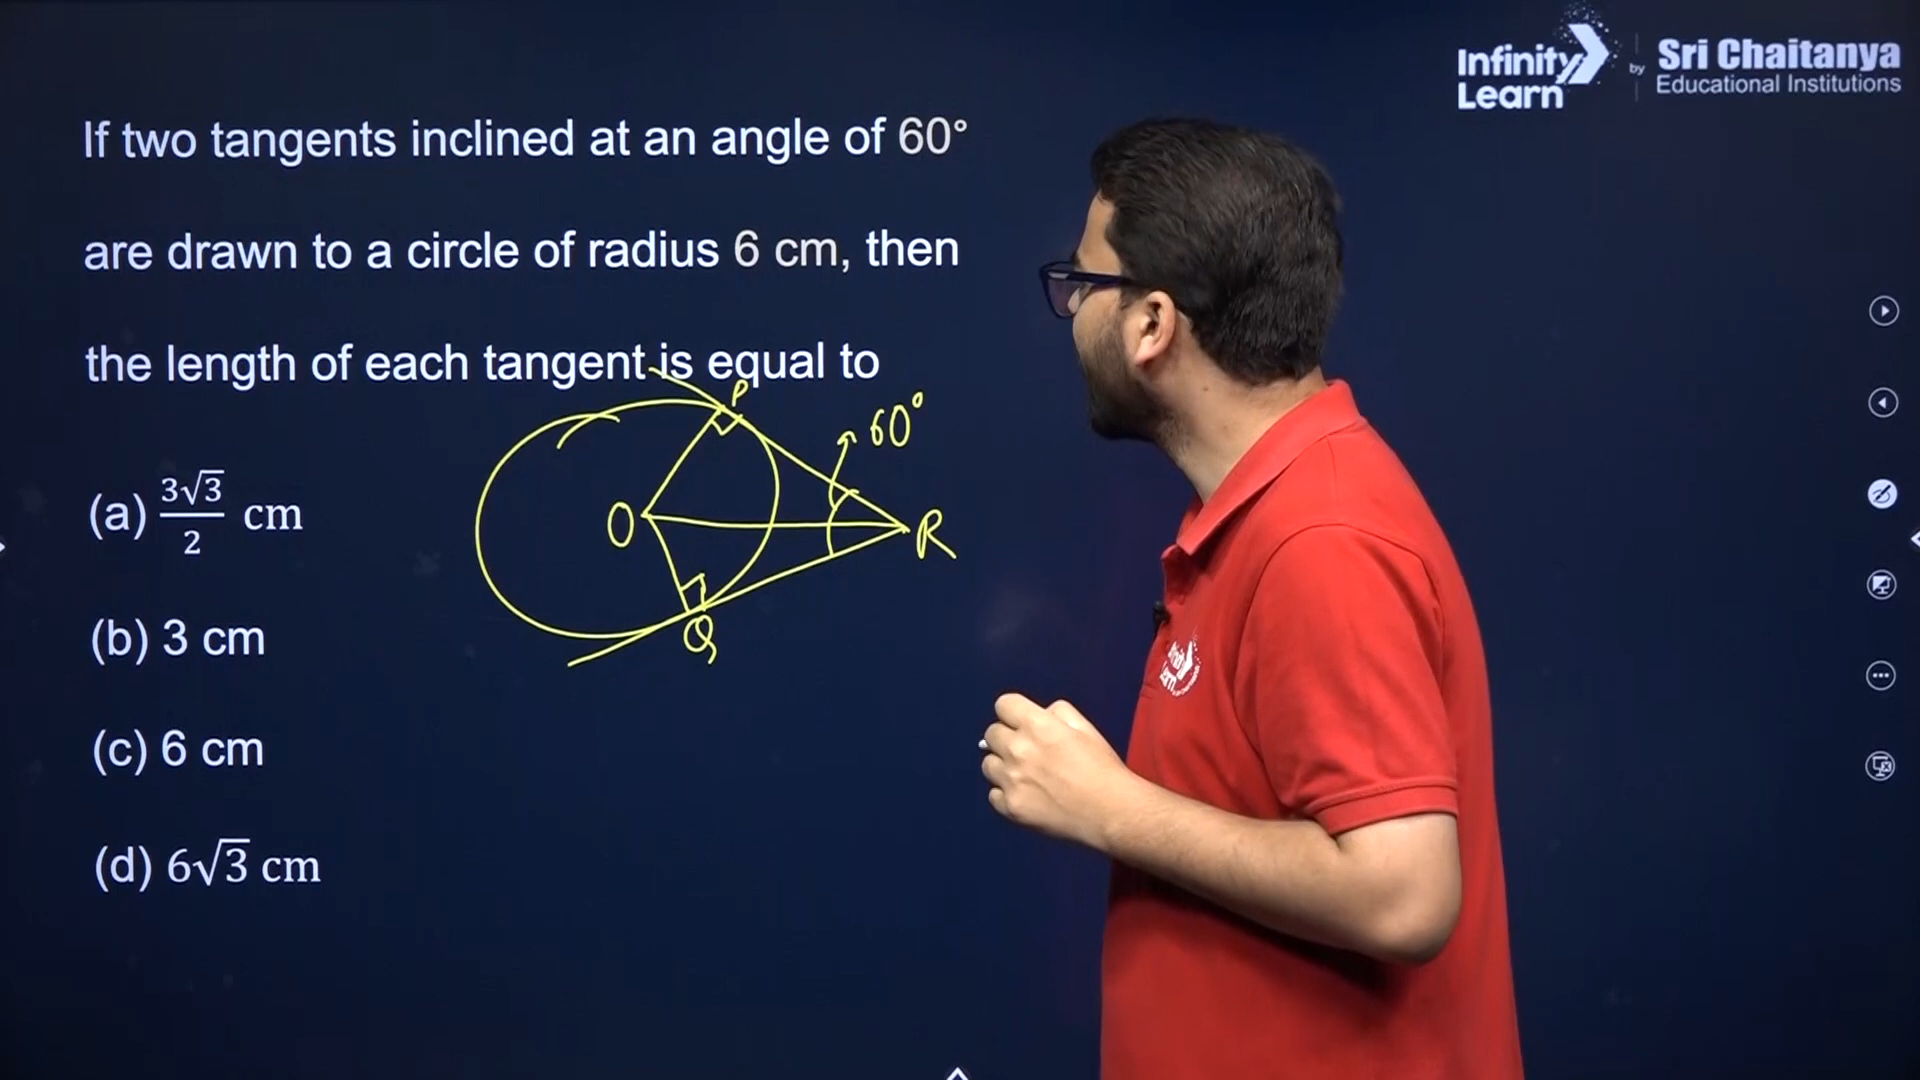 Infinity Learn by Sri Chaitanya Educational Institutions
If two tangents inclined at an angle of 60°
are drawn to a circle of radius 6 cm, then
the length of each tangent is equal to
P
60°
O
R
Q
(a) 3√3/2 cm
(b) 3 cm
(c) 6 cm
(d) 6√3 cm